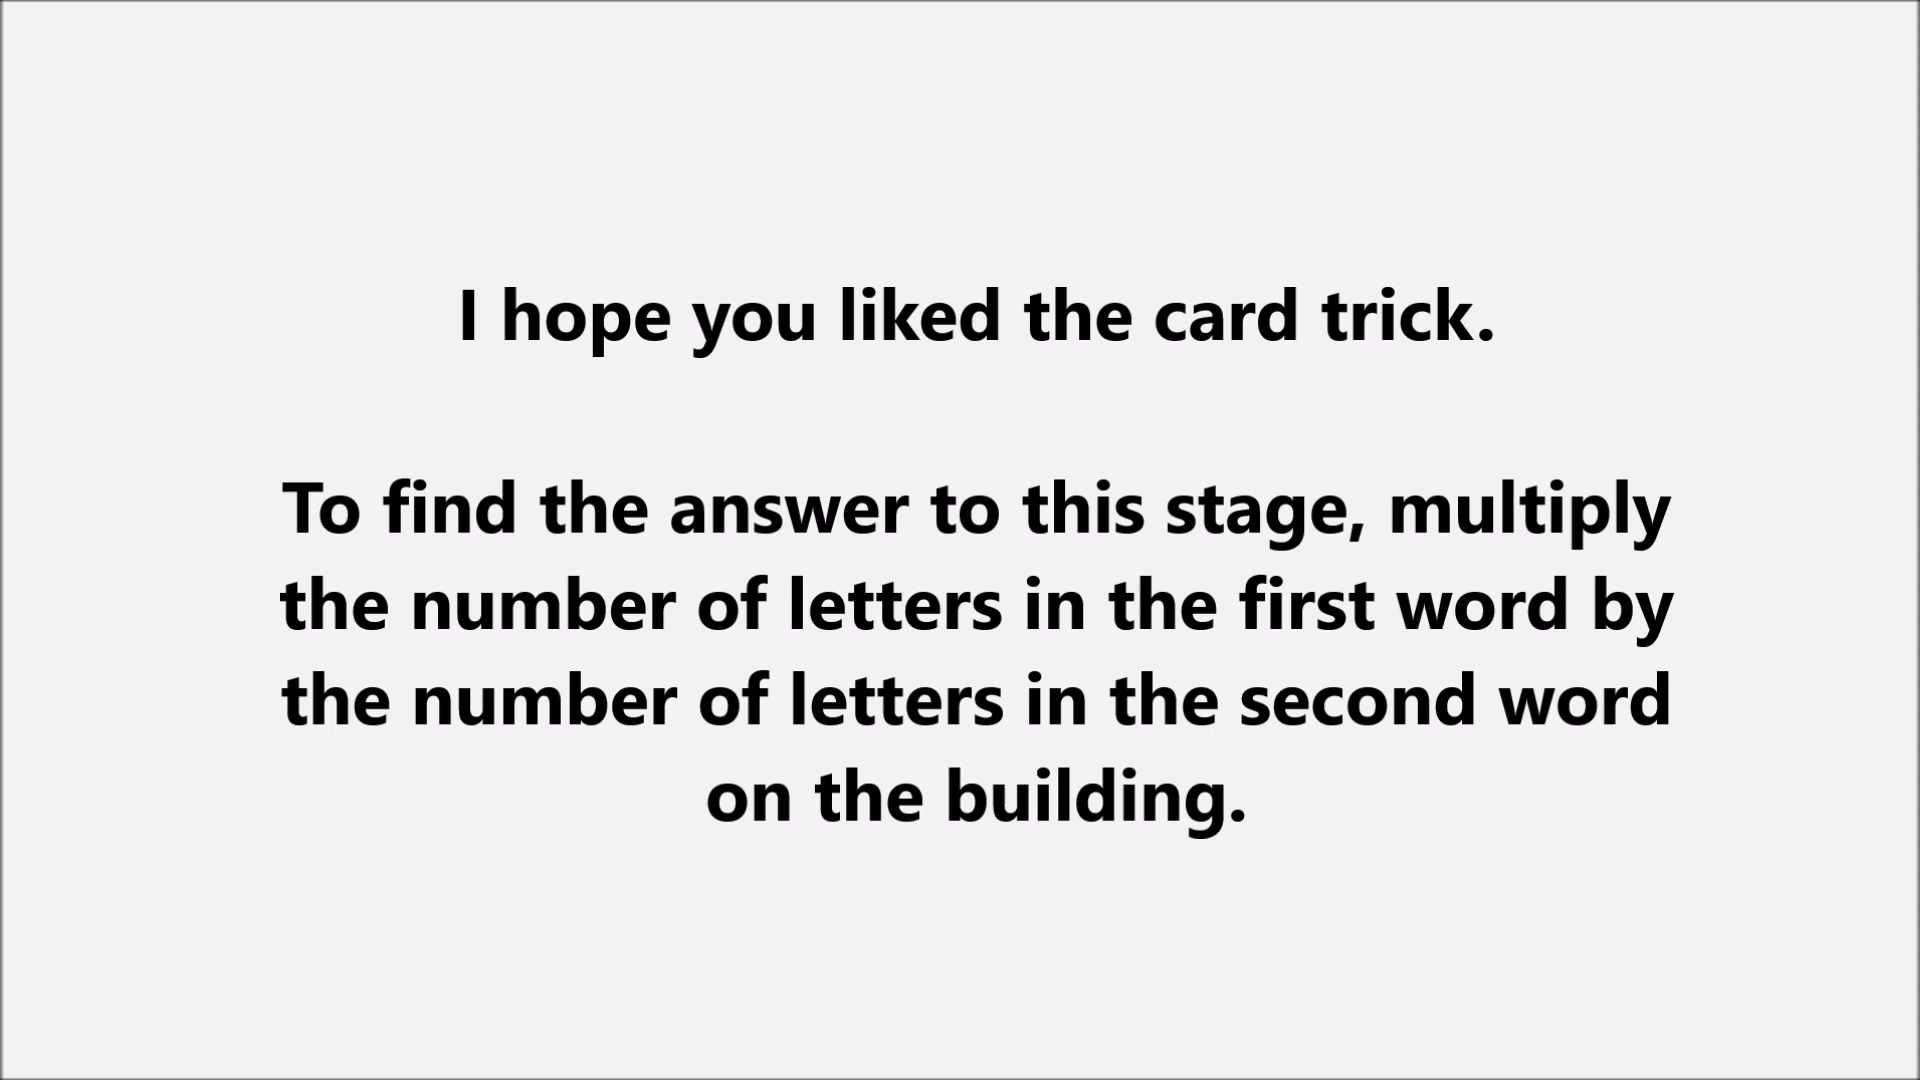 I hope you liked the card trick.
To find the answer to this stage, multiply
the number of letters in the first word by
the number of letters in the second word
on the building.